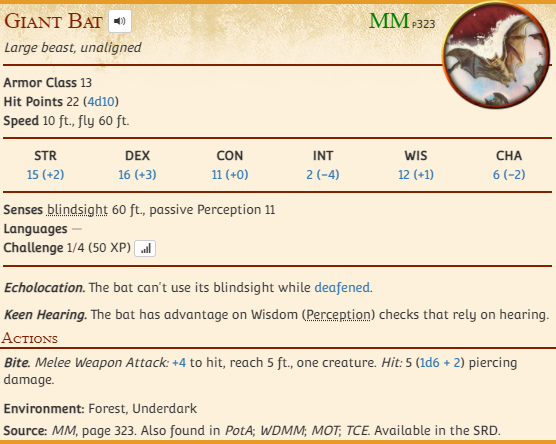 Giant Bat
MM p323
Large beast, unaligned
Armor Class 13
Hit Points 22 (4d10)
Speed 10 ft., fly 60 ft.
STR DEX CON INT WIS CHA
15 (+2) 16 (+3) 11 (+0) 2 (−4) 12 (+1) 6 (−2)
Senses blindsight 60 ft., passive Perception 11
Languages —
Challenge 1/4 (50 XP)
Echolocation. The bat can't use its blindsight while deafened.
Keen Hearing. The bat has advantage on Wisdom (Perception) checks that rely on hearing.
Actions
Bite. Melee Weapon Attack: +4 to hit, reach 5 ft., one creature. Hit: 5 (1d6 + 2) piercing
damage.
Environment: Forest, Underdark
Source: MM, page 323. Also found in PotA; WDMM; MOT; TCE. Available in the SRD.